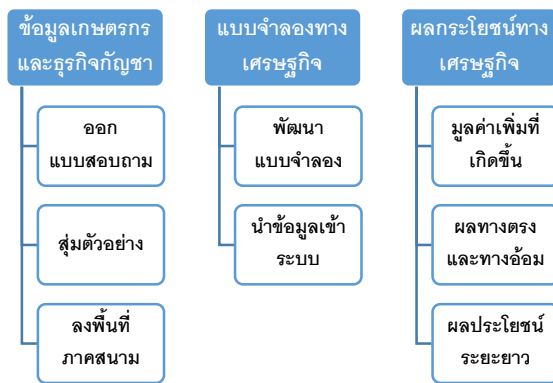 ข้อมูลเกษตรกร
และธุรกิจกัญชา
ออก
แบบสอบถาม
สุ่มตัวอย่าง
ลงพื้นที่
ภาคสนาม
แบบจำลองทาง
เศรษฐกิจ
พัฒนา
แบบจำลอง
นำข้อมูลเข้า
ระบบ
ผลกระโยชน์ทาง
เศรษฐกิจ
มูลค่าเพิ่มที่
เกิดขึ้น
ผลทางตรง
และทางอ้อม
ผลประโยชน์
ระยะยาว